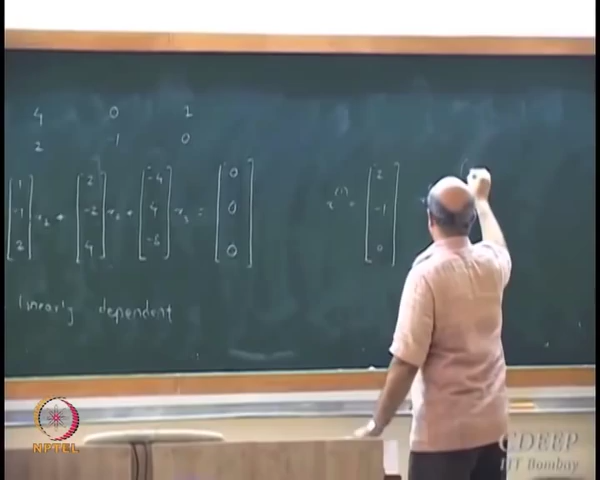 4 0 1
2 -1 0
[1 -1 2] x₁ + [2 -2 4] x₂ + [-4 4 -8] x₃ = [0 0 0]
x⁽¹⁾ = [2 -1 0]
linearly dependent
NPTEL
CDEEP
IIT Bombay